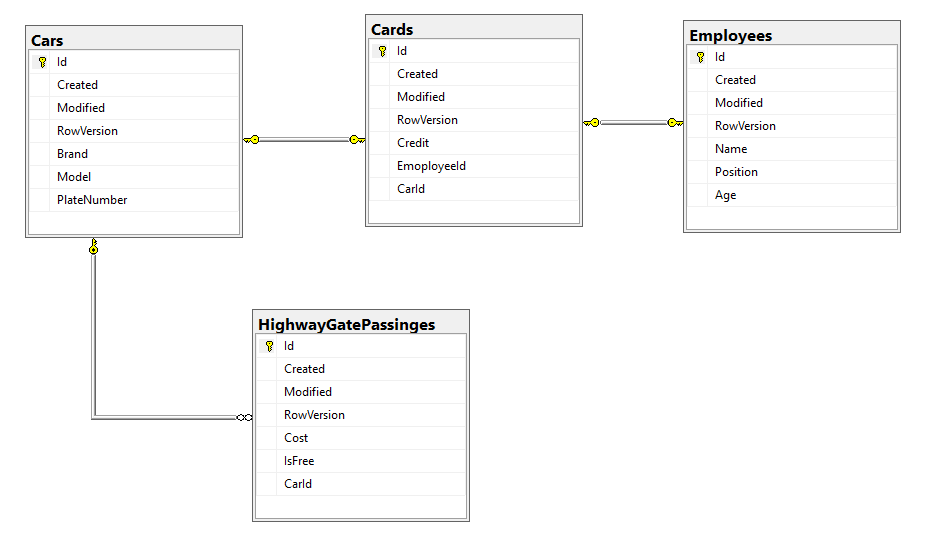 Cars
Id
Created
Modified
RowVersion
Brand
Model
PlateNumber
Cards
Id
Created
Modified
RowVersion
Credit
EmoployeeId
CarId
Employees
Id
Created
Modified
RowVersion
Name
Position
Age
HighwayGatePassinges
Id
Created
Modified
RowVersion
Cost
IsFree
CarId